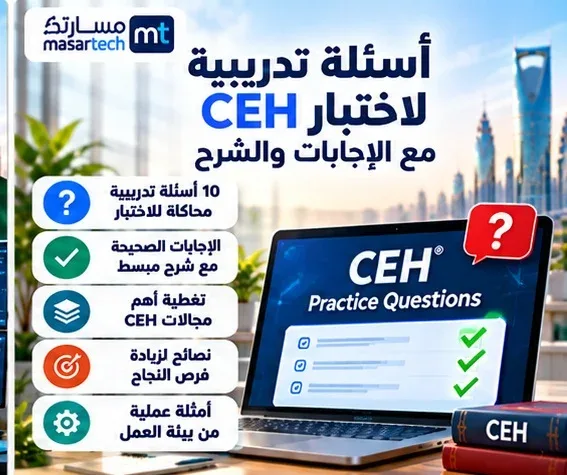 مسارتك
masartech
mt
أسئلة تدريبية
لاختبار CEH
مع الإجابات والشرح
10 أسئلة تدريبية
محاكاة للاختبار
الإجابات الصحيحة
مع شرح مبسط
تغطية أهم
مجالات CEH
نصائح لزيادة
فرص النجاح
أمثلة عملية
من بيئة العمل
?
CEH®
Practice Questions
?
CEH